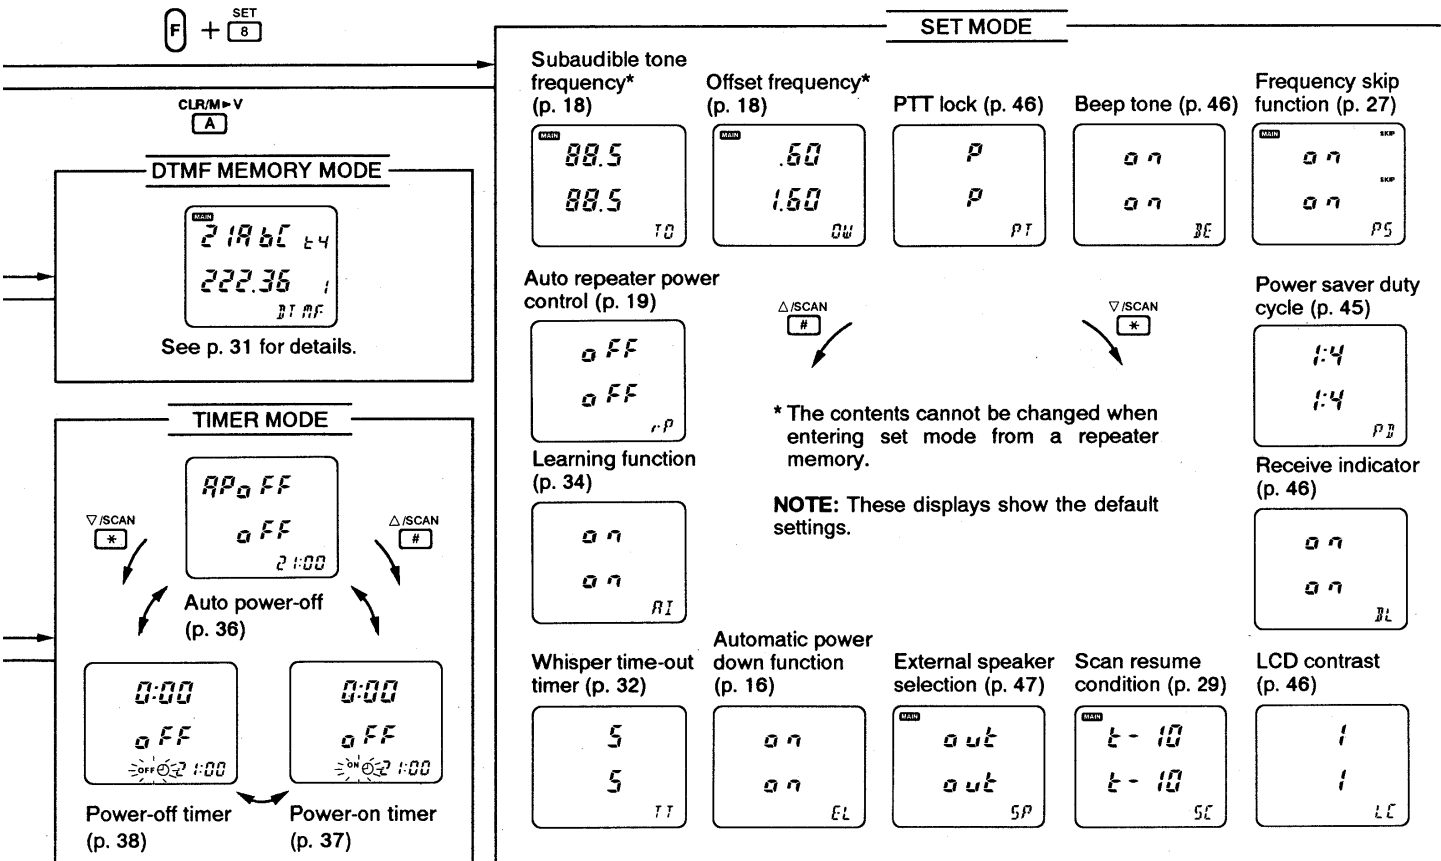 F + SET 8
CLR/M►V
A
DTMF MEMORY MODE
MAIN
21AbC t4
222.36 1
DTMF
See p. 31 for details.
TIMER MODE
APoFF
oFF
21:00
▽/SCAN
*
△/SCAN
#
Auto power-off
(p. 36)
0:00
oFF
OFF 21:00
Power-off timer
(p. 38)
0:00
oFF
ON 21:00
Power-on timer
(p. 37)
SET MODE
Subaudible tone
frequency*
(p. 18)
MAIN
88.5
88.5
TO
Offset frequency*
(p. 18)
MAIN
.60
1.60
OW
PTT lock (p. 46)
P
P
PT
Beep tone (p. 46)
on
on
BE
Frequency skip
function (p. 27)
MAIN SKIP
on
SKIP
on
PS
Auto repeater power
control (p. 19)
oFF
oFF
rP
△/SCAN
#
▽/SCAN
*
Power saver duty
cycle (p. 45)
1:4
1:4
PD
* The contents cannot be changed when
entering set mode from a repeater
memory.
NOTE: These displays show the default
settings.
Learning function
(p. 34)
on
on
AI
Receive indicator
(p. 46)
on
on
BL
Whisper time-out
timer (p. 32)
5
5
TT
Automatic power
down function
(p. 16)
on
on
EL
External speaker
selection (p. 47)
MAIN
out
out
SP
Scan resume
condition (p. 29)
MAIN
t-10
t-10
SC
LCD contrast
(p. 46)
1
1
LC